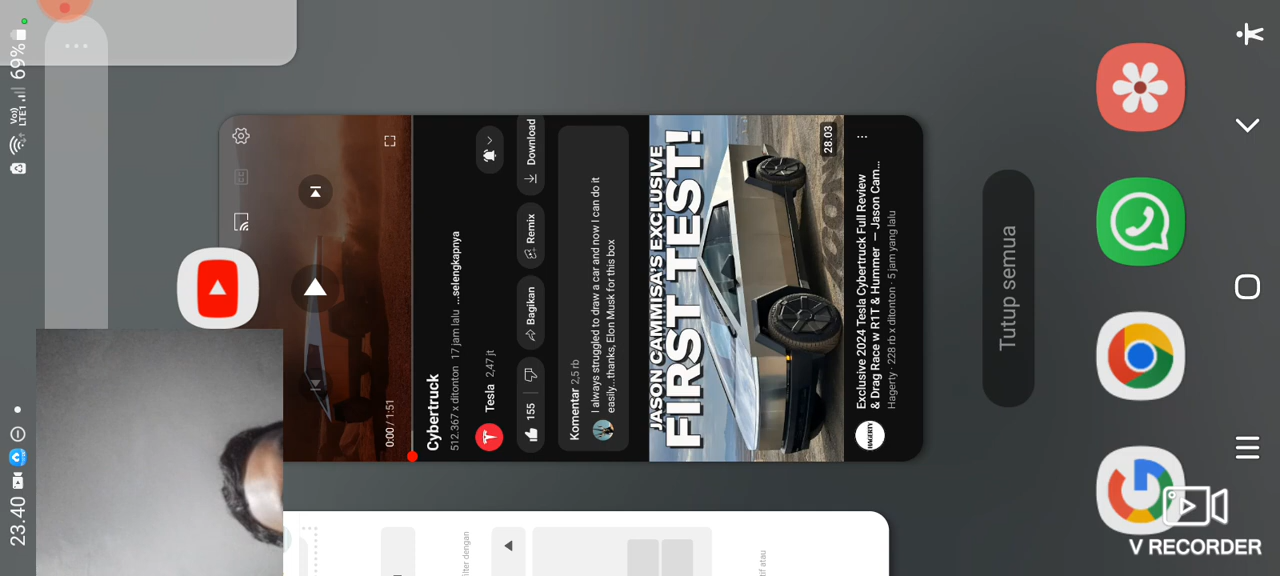 23.40
LTE1
69%
0:00 / 1:51
Cybertruck
512.367 x ditonton 17 jam lalu ...selengkapnya
Tesla 2,47 jt
155
Bagikan
Remix
Download
Komentar 2,5 rb
I always struggled to draw a car and now I can do it
easily...thanks, Elon Musk for this box
JASON CAMMISA'S EXCLUSIVE
FIRST TEST!
28.03
HAGERTY
Exclusive 2024 Tesla Cybertruck Full Review
& Drag Race w R1T & Hummer — Jason Cam...
Hagerty · 228 rb x ditonton · 5 jam yang lalu
Tutup semua
V RECORDER